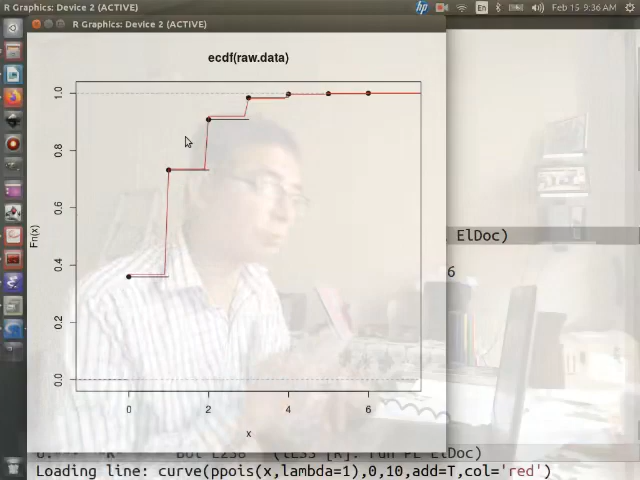 R Graphics: Device 2 (ACTIVE)
hp
En
Feb 15 9:36 AM
R Graphics: Device 2 (ACTIVE)
ecdf(raw.data)
Fn(x)
1.0
0.8
0.6
0.4
0.2
0.0
0 2 4 6
x
ElDoc)
6
ElDoc)
Loading line: curve(ppois(x,lambda=1),0,10,add=T,col='red')